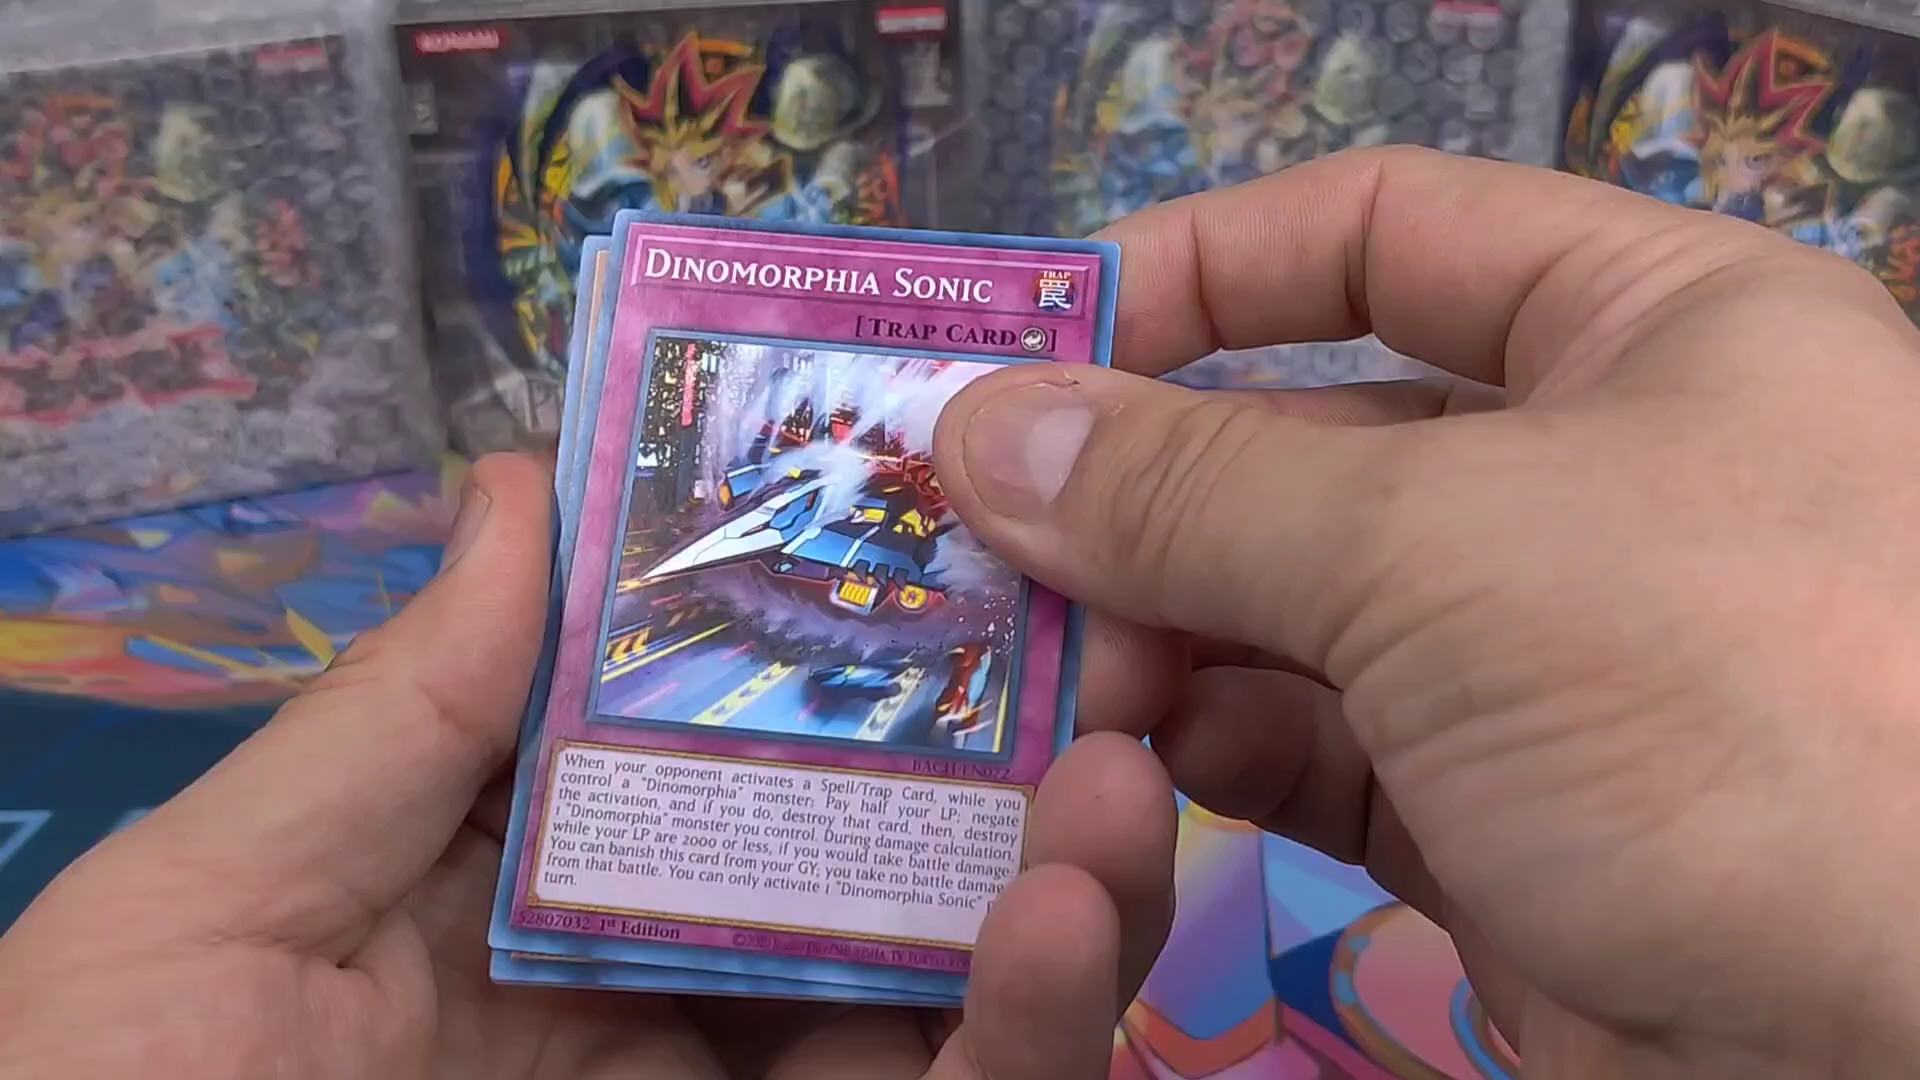 KONAMI
DINOMORPHIA SONIC
TRAP
罠
[TRAP CARD]
BACH-EN072
When your opponent activates a Spell/Trap Card, while you
control a "Dinomorphia" monster: Pay half your LP; negate
the activation, and if you do, destroy that card, then, destroy
1 "Dinomorphia" monster you control. During damage calculation,
while your LP are 2000 or less, if you would take battle damage:
You can banish this card from your GY; you take no battle damage
from that battle. You can only activate 1 "Dinomorphia Sonic"
turn.
52807032 1st Edition